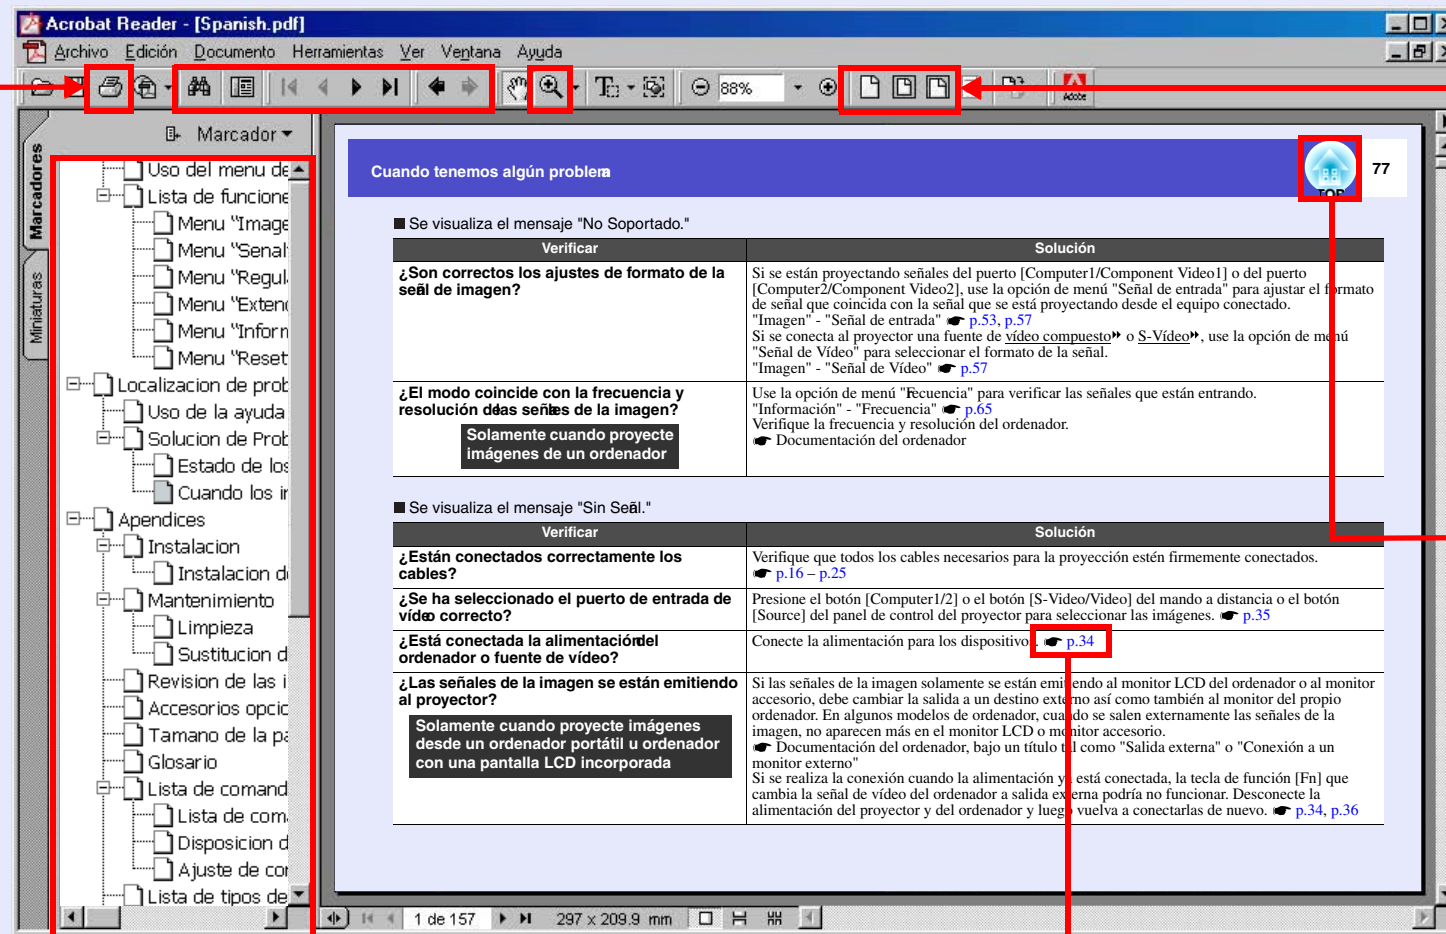 Acrobat Reader - [Spanish.pdf]
Archivo Edición Documento Herramientas Ver Ventana Ayuda
88%
Adobe
Marcadores
Miniaturas
Marcador
Uso del menu de
Lista de funcione
Menu "Image
Menu "Senal
Menu "Regul
Menu "Exten
Menu "Inform
Menu "Reset
Localizacion de prob
Uso de la ayuda
Solucion de Prob
Estado de los
Cuando los in
Apendices
Instalacion
Instalacion d
Mantenimiento
Limpieza
Sustitucion d
Revision de las i
Accesorios opcio
Tamano de la pa
Glosario
Lista de comand
Lista de com
Disposicion d
Ajuste de cor
Lista de tipos de
Cuando tenemos algún problema
TOP
77
Se visualiza el mensaje "No Soportado."
Verificar Solución
¿Son correctos los ajustes de formato de la
señal de imagen?
Si se están proyectando señales del puerto [Computer1/Component Video1] o del puerto
[Computer2/Component Video2], use la opción de menú "Señal de entrada" para ajustar el formato
de señal que coincida con la señal que se está proyectando desde el equipo conectado.
"Imagen" - "Señal de entrada" ☛ p.53, p.57
Si se conecta al proyector una fuente de vídeo compuesto o S-Vídeo, use la opción de menú
"Señal de Vídeo" para seleccionar el formato de la señal.
"Imagen" - "Señal de Vídeo" ☛ p.57
¿El modo coincide con la frecuencia y
resolución de las señales de la imagen?
Solamente cuando proyecte
imágenes de un ordenador
Use la opción de menú "Frecuencia" para verificar las señales que están entrando.
"Información" - "Frecuencia" ☛ p.65
Verifique la frecuencia y resolución del ordenador.
☛ Documentación del ordenador
Se visualiza el mensaje "Sin Señal."
Verificar Solución
¿Están conectados correctamente los
cables?
Verifique que todos los cables necesarios para la proyección estén firmemente conectados.
☛ p.16 – p.25
¿Se ha seleccionado el puerto de entrada de
vídeo correcto?
Presione el botón [Computer1/2] o el botón [S-Video/Video] del mando a distancia o el botón
[Source] del panel de control del proyector para seleccionar las imágenes. ☛ p.35
¿Está conectada la alimentación del
ordenador o fuente de vídeo?
Conecte la alimentación para los dispositivos. ☛ p.34
¿Las señales de la imagen se están emitiendo
al proyector?
Solamente cuando proyecte imágenes
desde un ordenador portátil u ordenador
con una pantalla LCD incorporada
Si las señales de la imagen solamente se están emitiendo al monitor LCD del ordenador o al monitor
accesorio, debe cambiar la salida a un destino externo así como también al monitor del propio
ordenador. En algunos modelos de ordenador, cuando se salen externamente las señales de la
imagen, no aparecen más en el monitor LCD o monitor accesorio.
☛ Documentación del ordenador, bajo un título tal como "Salida externa" o "Conexión a un
monitor externo"
Si se realiza la conexión cuando la alimentación ya está conectada, la tecla de función [Fn] que
cambia la señal de vídeo del ordenador a salida externa podría no funcionar. Desconecte la
alimentación del proyector y del ordenador y luego vuelva a conectarlas de nuevo. ☛ p.34, p.36
1 de 157 297 x 209.9 mm